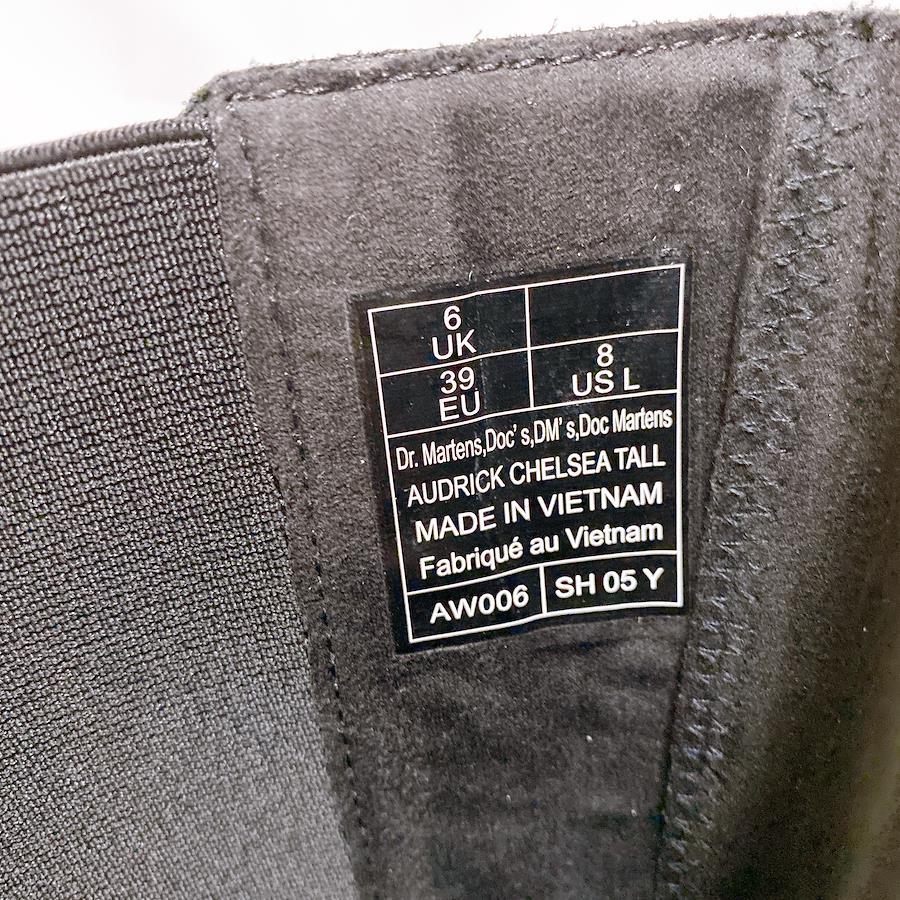 6
UK
39
EU
8
US L
Dr. Martens,Doc's,DM's,Doc Martens
AUDRICK CHELSEA TALL
MADE IN VIETNAM
Fabriqué au Vietnam
AW006
SH 05 Y